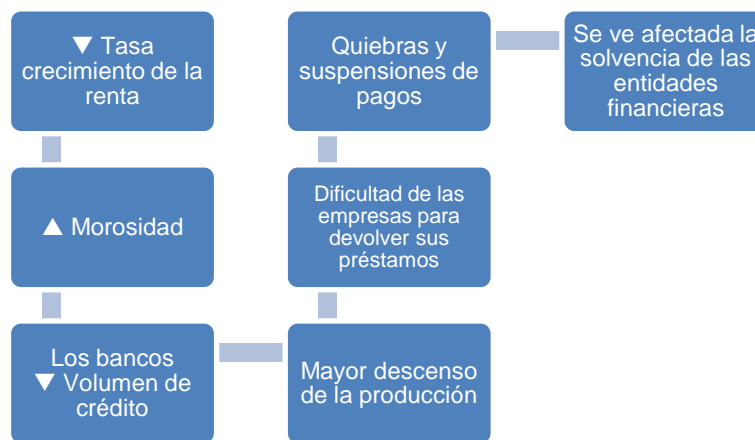 ▼ Tasa
crecimiento de la
renta
▲ Morosidad
Los bancos
▼ Volumen de
crédito
Mayor descenso
de la producción
Dificultad de las
empresas para
devolver sus
préstamos
Quiebras y
suspensiones de
pagos
Se ve afectada la
solvencia de las
entidades
financieras